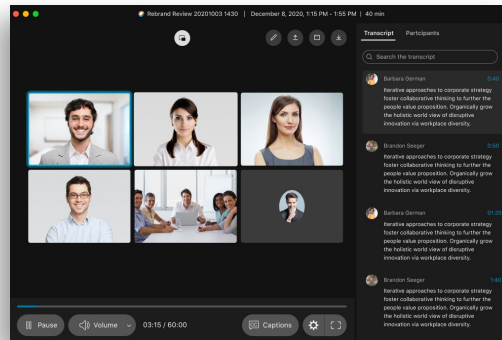 Rebrand Review 20201003 1430 | December 8, 2020, 1:15 PM - 1:55 PM | 40 min
Transcript Partcipants
Search the transcript
Barbara German 0:40
Iterative approaches to corporate strategy
foster collaborative thinking to further the
people value proposition. Organically grow
the holistic world view of disruptive
innovation via workplace diversity.
Brandon Seeger 0:50
Iterative approaches to corporate strategy
foster collaborative thinking to further the
people value proposition. Organically grow
the holistic world view of disruptive
innovation via workplace diversity.
Barbara German 01:20
Iterative approaches to corporate strategy
foster collaborative thinking to further the
people value proposition. Organically grow
the holistic world view of disruptive
innovation via workplace diversity.
Brandon Seeger 1:40
Iterative approaches to corporate strategy
foster collaborative thinking to further the
people value proposition. Organically grow
the holistic world view of disruptive
innovation via workplace diversity.
Pause Volume 03:15 / 60:00 Captions